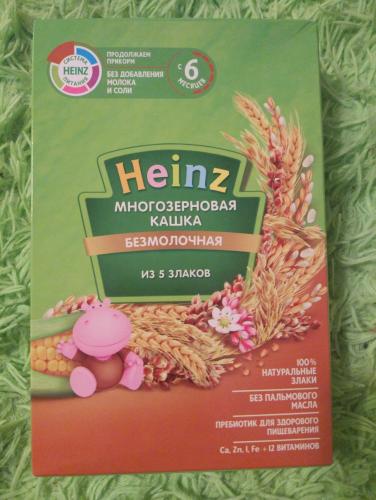 СИСТЕМА
HEINZ
ПИТАНИЯ
ПРОДОЛЖАЕМ
ПРИКОРМ
БЕЗ ДОБАВЛЕНИЯ
МОЛОКА
И СОЛИ
С 6
МЕСЯЦЕВ
Heinz
МНОГОЗЕРНОВАЯ
КАШКА
БЕЗМОЛОЧНАЯ
ИЗ 5 ЗЛАКОВ
100%
НАТУРАЛЬНЫЕ
ЗЛАКИ
БЕЗ ПАЛЬМОВОГО
МАСЛА
ПРЕБИОТИК ДЛЯ ЗДОРОВОГО
ПИЩЕВАРЕНИЯ
Ca, Zn, I, Fe + 12 ВИТАМИНОВ